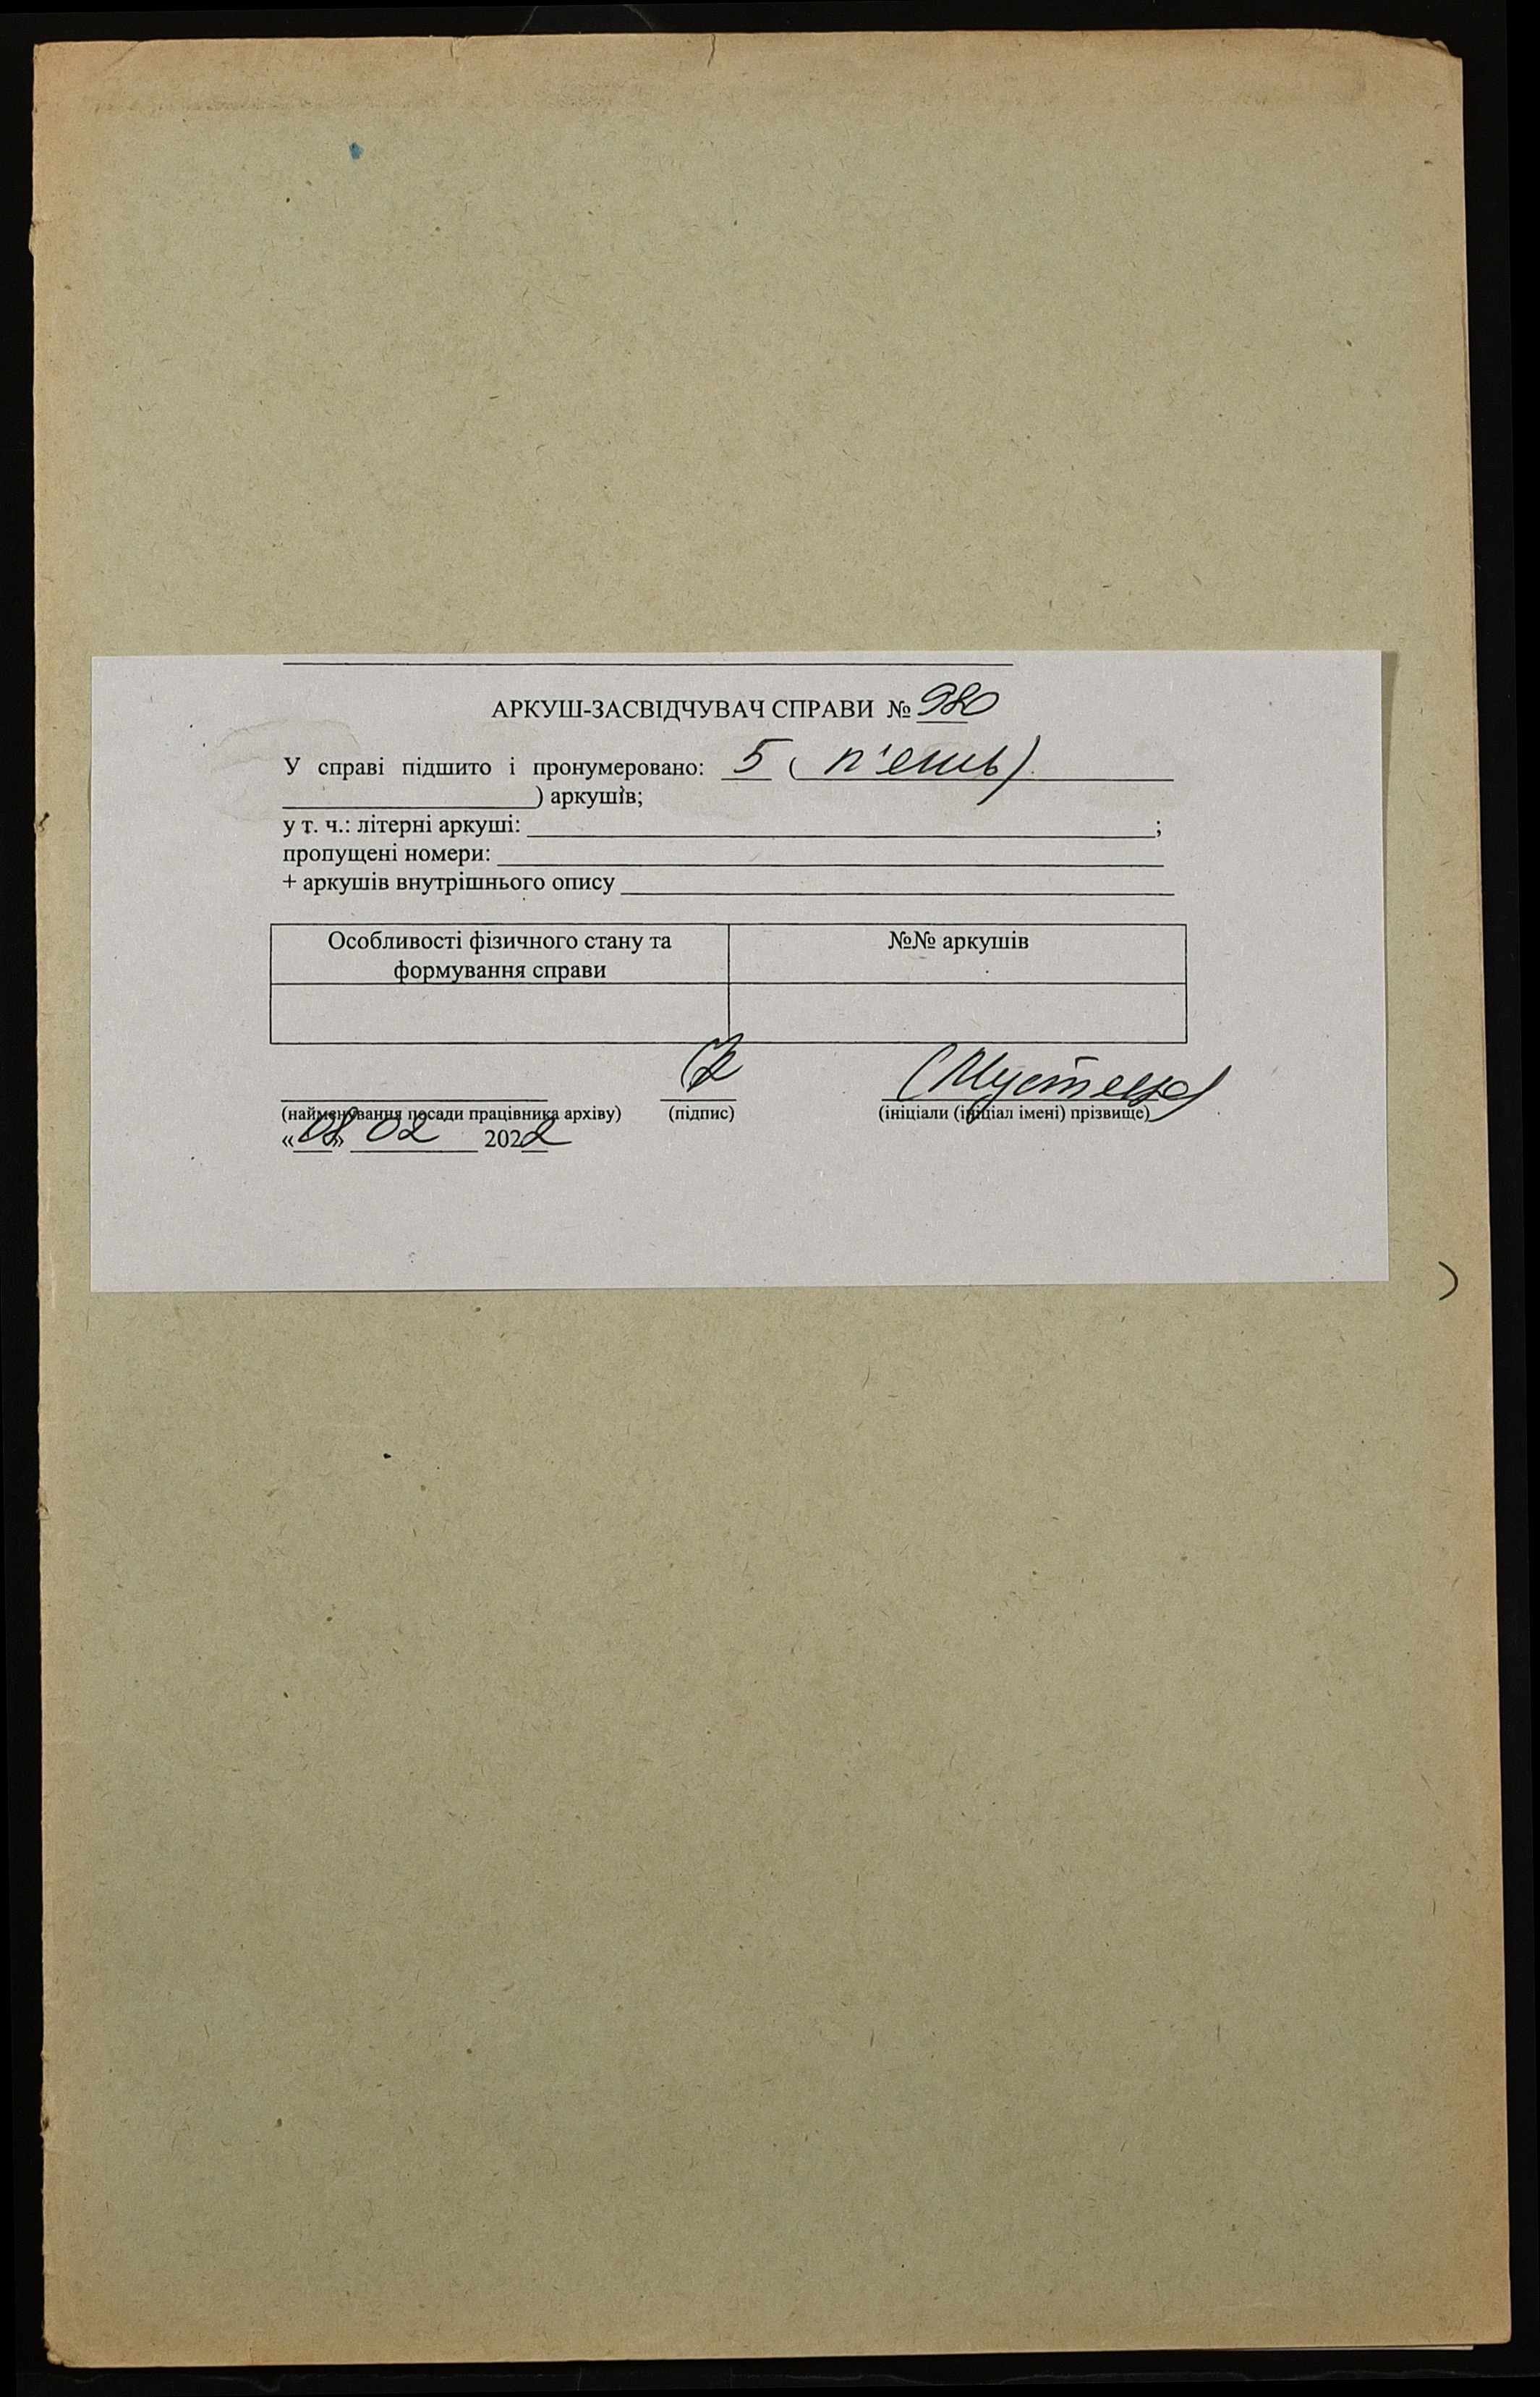 АРКУШ-ЗАСВІДЧУВАЧ СПРАВИ № 980
У справі підшито і пронумеровано: 5 ( п'ять)
) аркушів;
у т. ч.: літерні аркуші: ;
пропущені номери:
+ аркушів внутрішнього опису
Особливості фізичного стану та
формування справи
№№ аркушів
(найменування посади працівника архіву) (підпис) (ініціали (ініціал імені) прізвище)
« » 02 2022